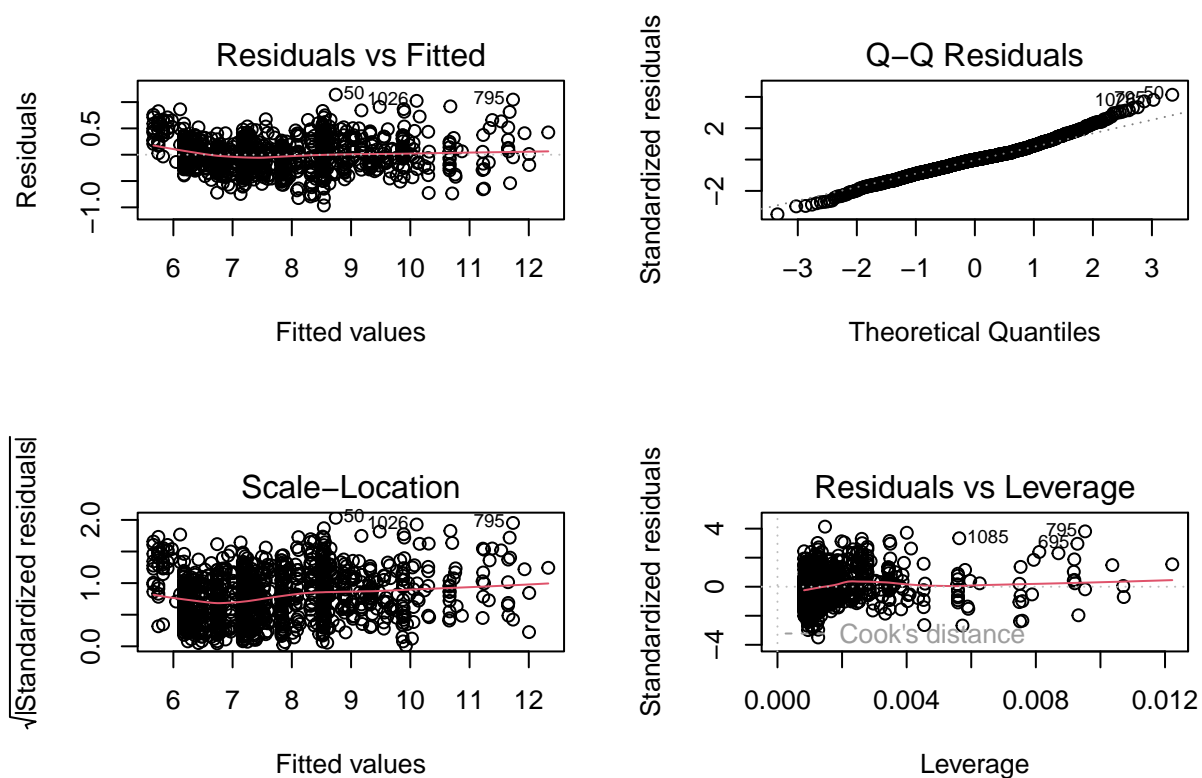 Residuals vs Fitted
Residuals
0.5
−1.0
50
1026
795
6 7 8 9 10 11 12
Fitted values
Q−Q Residuals
Standardized residuals
2
−2
50
−3 −2 −1 0 1 2 3
Theoretical Quantiles
Scale−Location
√|Standardized residuals|
2.0
1.0
0.0
50
1026
795
6 7 8 9 10 11 12
Fitted values
Residuals vs Leverage
Standardized residuals
4
0
−4
795
695
1085
Cook's distance
0.000 0.004 0.008 0.012
Leverage